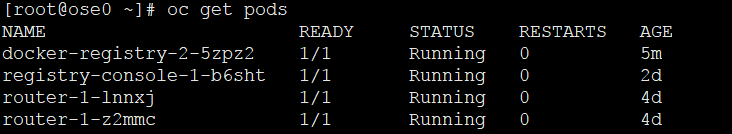 [root@ose0 ~]# oc get pods
NAME READY STATUS RESTARTS AGE
docker-registry-2-5zpz2 1/1 Running 0 5m
registry-console-1-b6sht 1/1 Running 0 2d
router-1-lnnxj 1/1 Running 0 4d
router-1-z2mmc 1/1 Running 0 4d